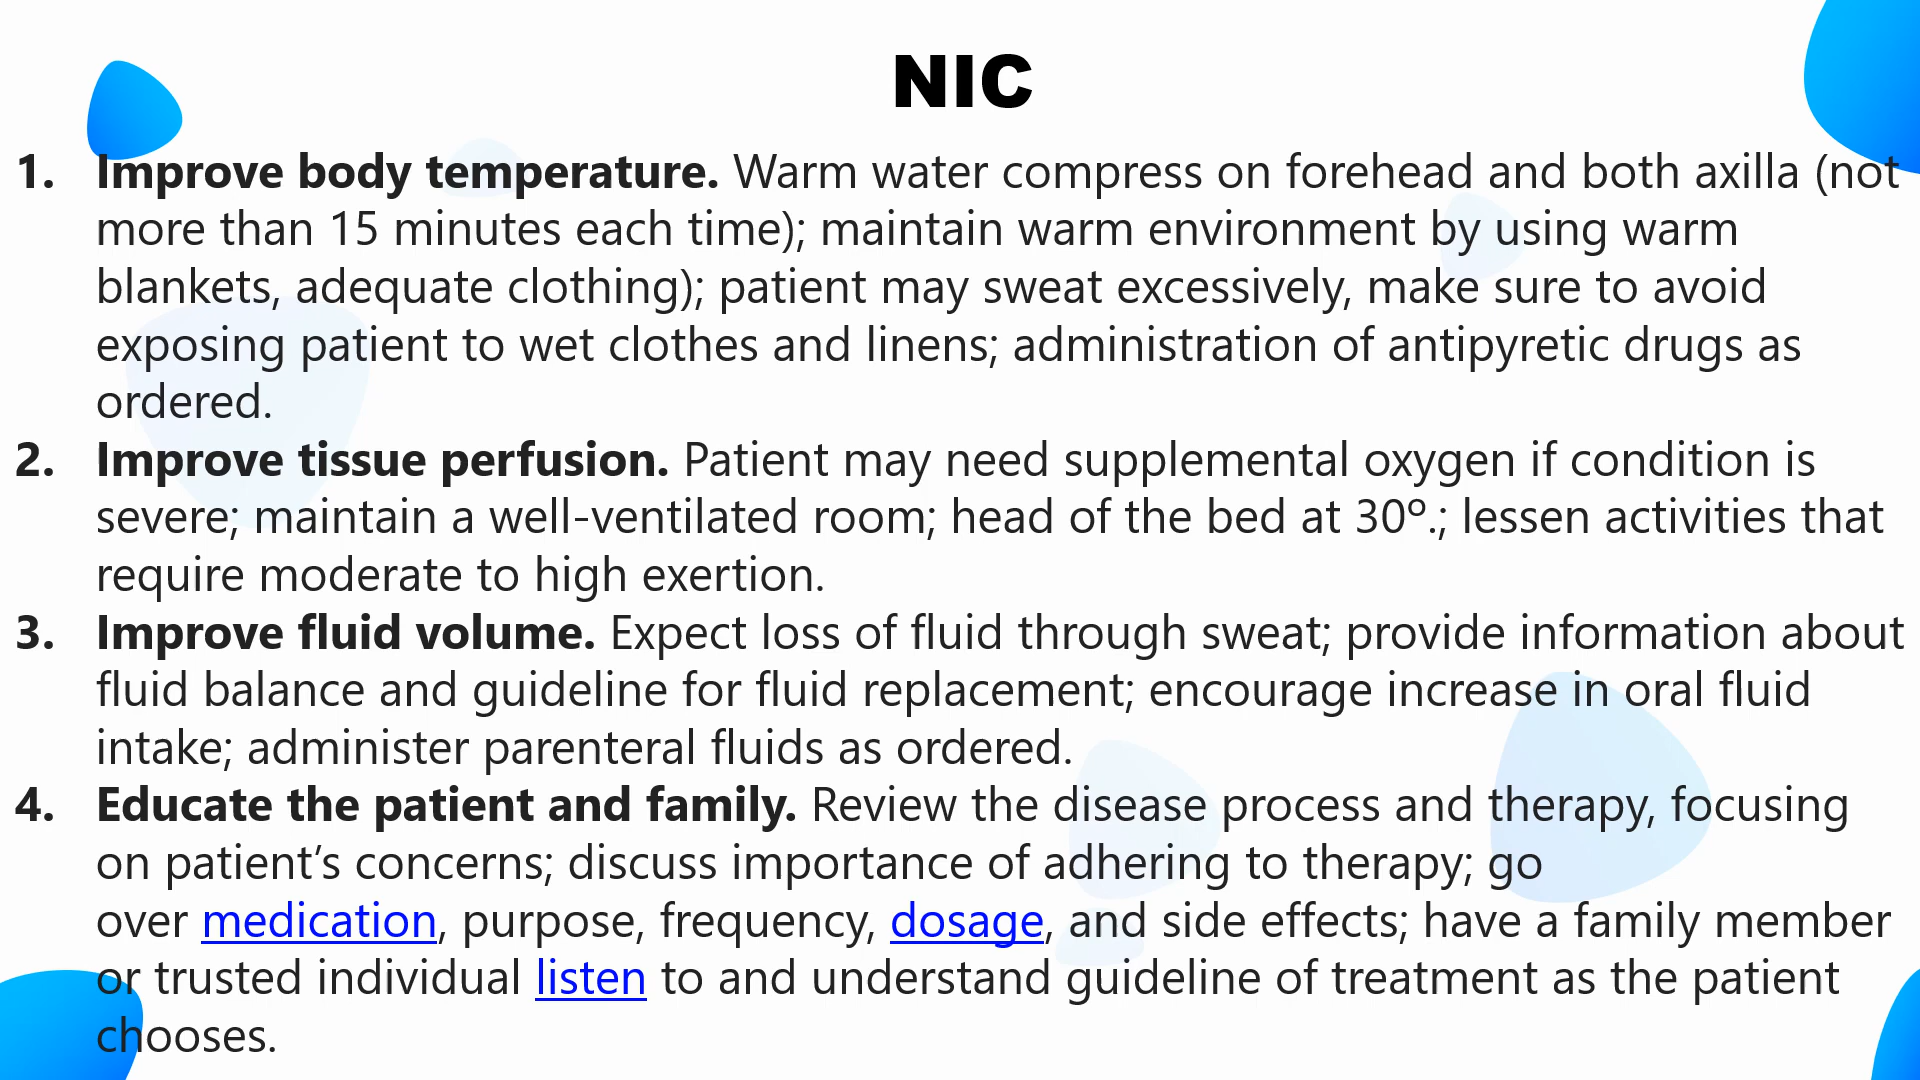 NIC
1. Improve body temperature. Warm water compress on forehead and both axilla (not
more than 15 minutes each time); maintain warm environment by using warm
blankets, adequate clothing); patient may sweat excessively, make sure to avoid
exposing patient to wet clothes and linens; administration of antipyretic drugs as
ordered.
2. Improve tissue perfusion. Patient may need supplemental oxygen if condition is
severe; maintain a well-ventilated room; head of the bed at 30º.; lessen activities that
require moderate to high exertion.
3. Improve fluid volume. Expect loss of fluid through sweat; provide information about
fluid balance and guideline for fluid replacement; encourage increase in oral fluid
intake; administer parenteral fluids as ordered.
4. Educate the patient and family. Review the disease process and therapy, focusing
on patient’s concerns; discuss importance of adhering to therapy; go
over medication, purpose, frequency, dosage, and side effects; have a family member
or trusted individual listen to and understand guideline of treatment as the patient
chooses.